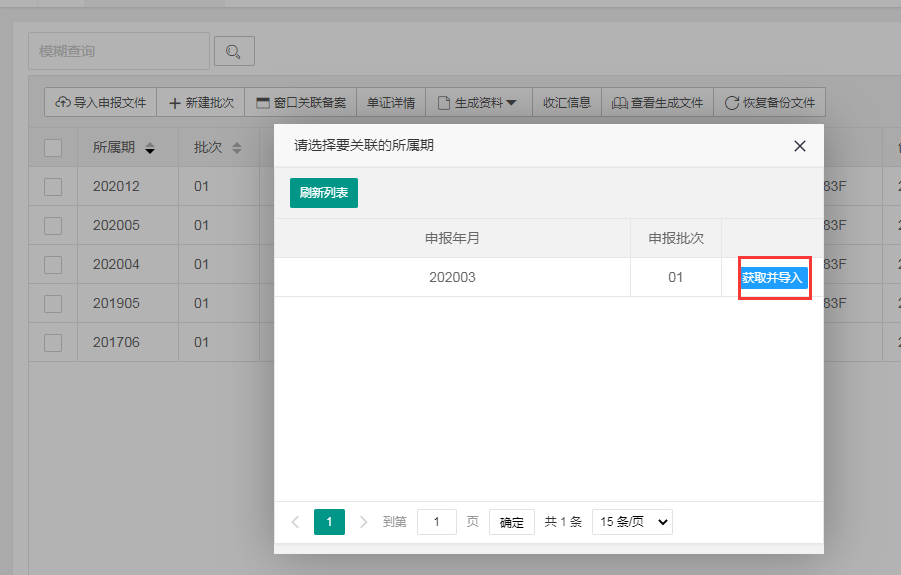 模糊查询
导入申报文件 新建批次 窗口关联备案 单证详情 生成资料 收汇信息 查看生成文件 恢复备份文件
所属期 批次
202012 01 83F
202005 01 83F
202004 01 83F
201905 01 83F
201706 01
请选择要关联的所属期
刷新列表
申报年月 申报批次
202003 01 获取并导入
1 到第 1 页 确定 共 1 条 15 条/页